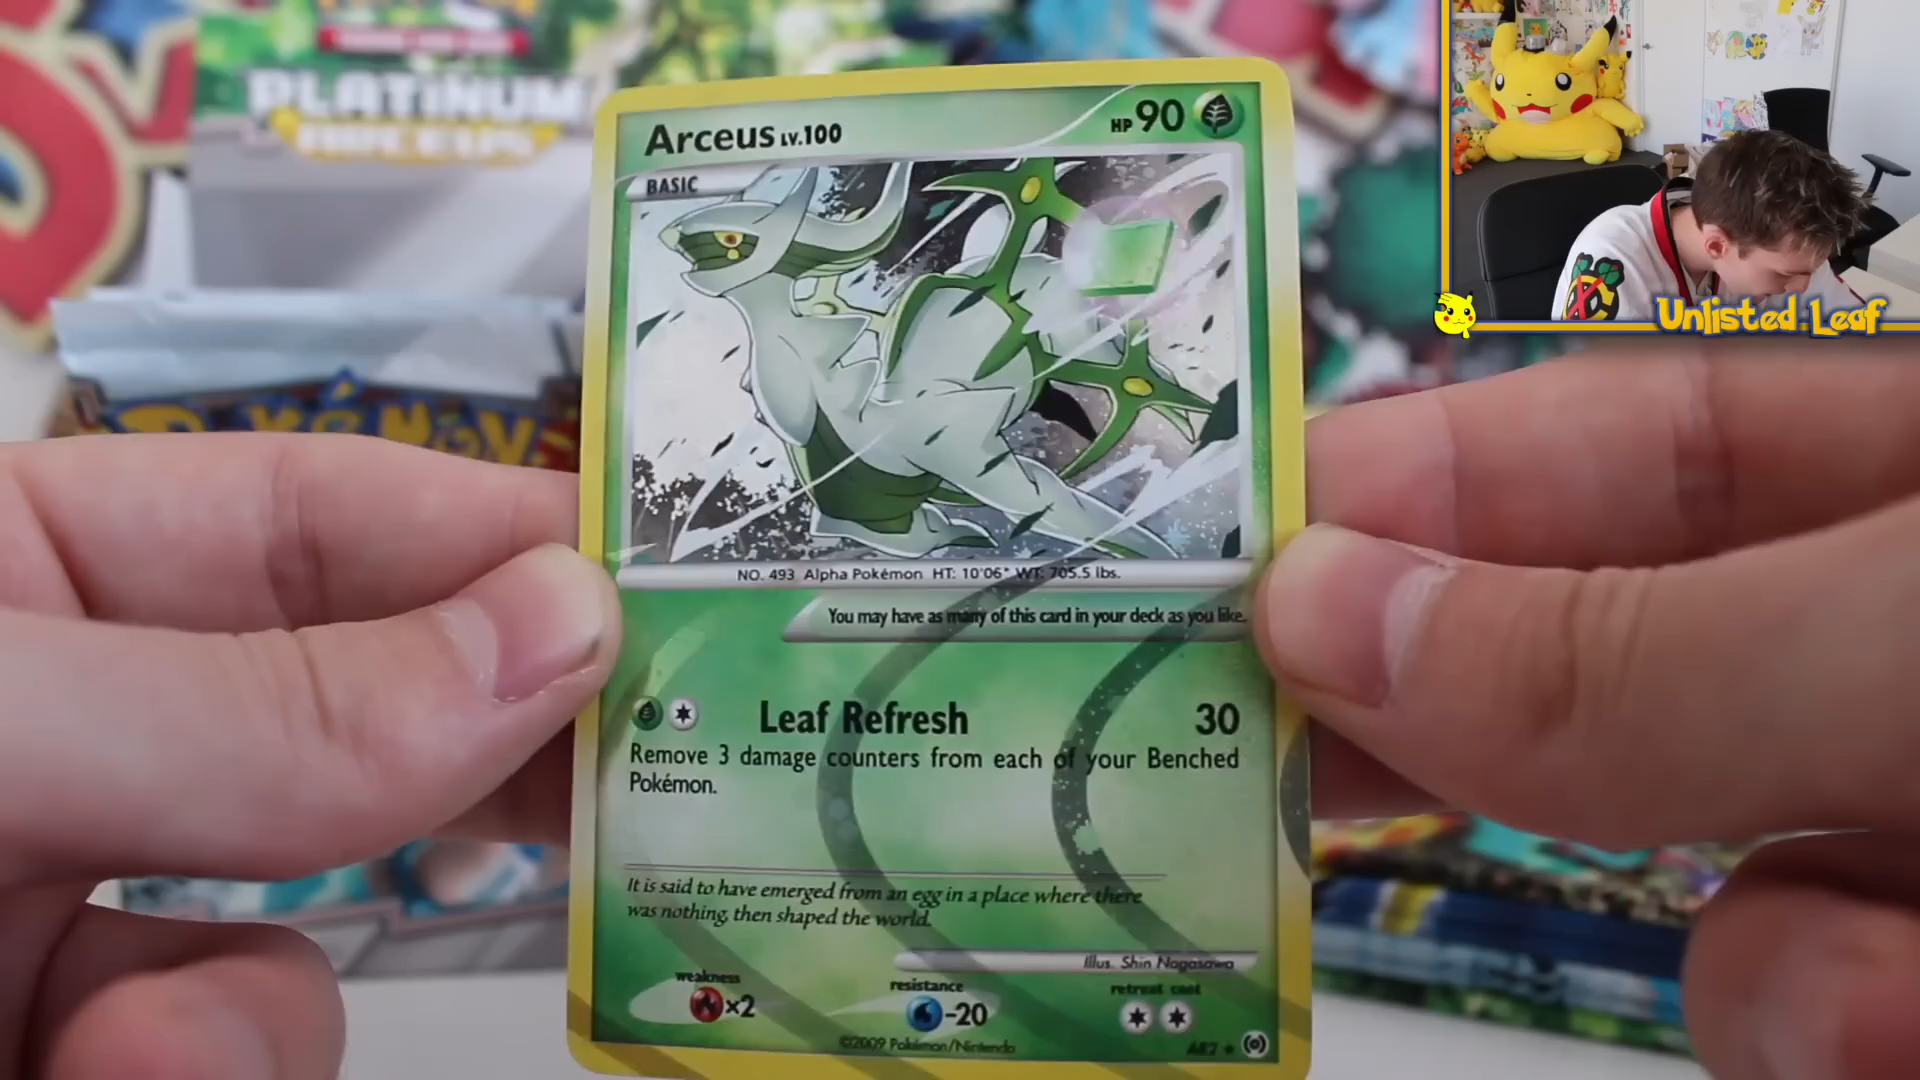 PLATINUM
ARCEUS
POKéMON
Arceus LV.100
HP 90
BASIC
NO. 493 Alpha Pokémon HT: 10'06" WT: 705.5 lbs.
You may have as many of this card in your deck as you like.
Leaf Refresh 30
Remove 3 damage counters from each of your Benched
Pokémon.
It is said to have emerged from an egg in a place where there
was nothing, then shaped the world.
Illus. Shin Nagasawa
weakness
×2
resistance
-20
retreat cost
©2009 Pokémon/Nintendo
AR2
Unlisted Leaf